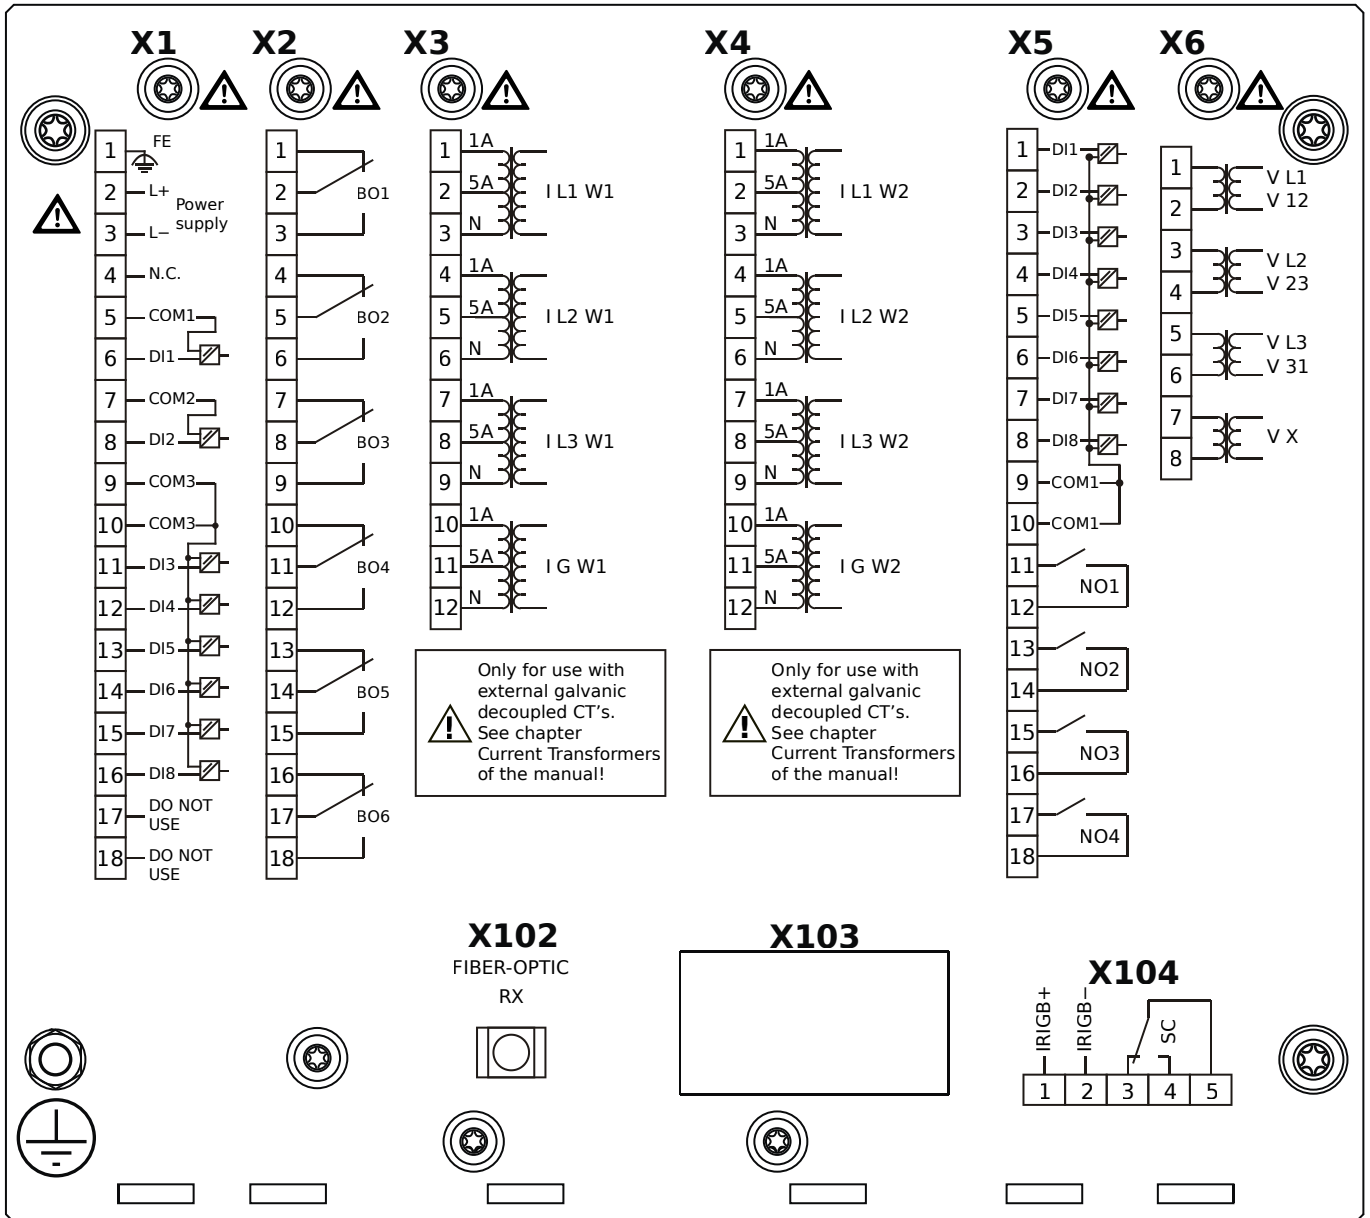 X1 X2 X3 X4 X5 X6
1 FE
2 L+
Power
supply
3 L−
4 N.C.
5 COM1
6 DI1
7 COM2
8 DI2
9 COM3
10 COM3
11 DI3
12 DI4
13 DI5
14 DI6
15 DI7
16 DI8
17 DO NOT
USE
18 DO NOT
USE
1
2 BO1
3
4
5 BO2
6
7
8 BO3
9
10
11 BO4
12
13
14 BO5
15
16
17 BO6
18
1 1A
2 5A I L1 W1
3 N
4 1A
5 5A I L2 W1
6 N
7 1A
8 5A I L3 W1
9 N
10 1A
11 5A I G W1
12 N
Only for use with
external galvanic
decoupled CT's.
See chapter
Current Transformers
of the manual!
1 1A
2 5A I L1 W2
3 N
4 1A
5 5A I L2 W2
6 N
7 1A
8 5A I L3 W2
9 N
10 1A
11 5A I G W2
12 N
Only for use with
external galvanic
decoupled CT's.
See chapter
Current Transformers
of the manual!
1 DI1
2 DI2
3 DI3
4 DI4
5 DI5
6 DI6
7 DI7
8 DI8
9 COM1
10 COM1
11
NO1
12
13
NO2
14
15
NO3
16
17
NO4
18
1 V L1
2 V 12
3 V L2
4 V 23
5 V L3
6 V 31
7
V X
8
X102
FIBER-OPTIC
RX
X103
X104
IRIGB+
IRIGB−
SC
1 2 3 4 5